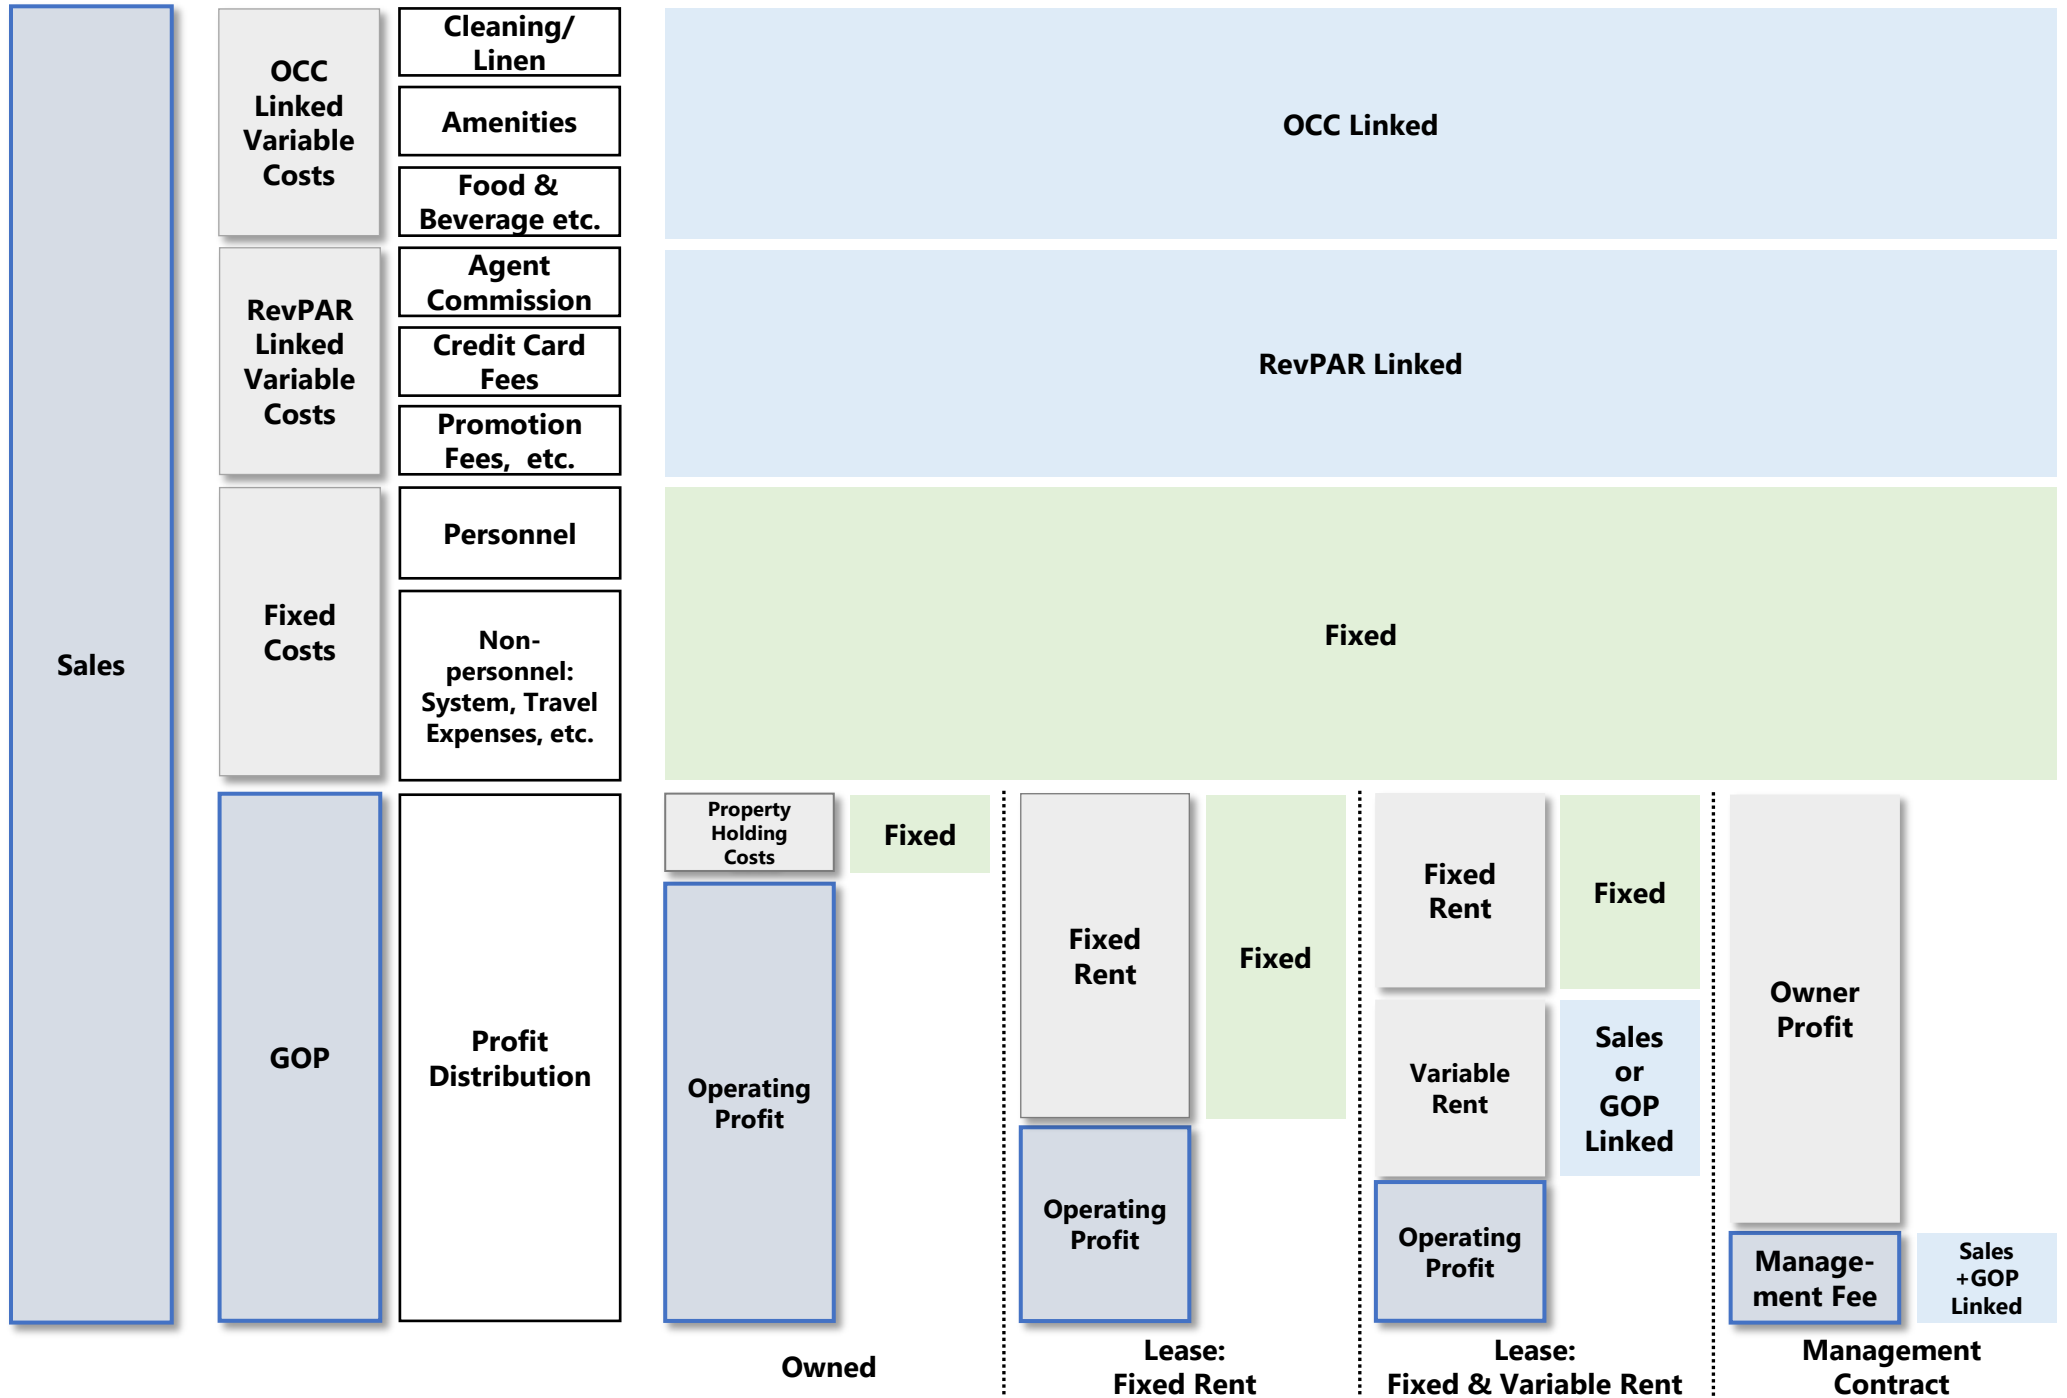 Sales
OCC
Linked
Variable
Costs
Cleaning/
Linen
Amenities
Food &
Beverage etc.
OCC Linked
RevPAR
Linked
Variable
Costs
Agent
Commission
Credit Card
Fees
Promotion
Fees,  etc.
RevPAR Linked
Fixed
Costs
Personnel
Non-
personnel:
System, Travel
Expenses, etc.
Fixed
GOP
Profit
Distribution
Property
Holding
Costs
Fixed
Operating
Profit
Owned
Fixed
Rent
Fixed
Operating
Profit
Lease:
Fixed Rent
Fixed
Rent
Fixed
Variable
Rent
Sales
or
GOP
Linked
Operating
Profit
Lease:
Fixed & Variable Rent
Owner
Profit
Manage-
ment Fee
Sales
+GOP
Linked
Management
Contract